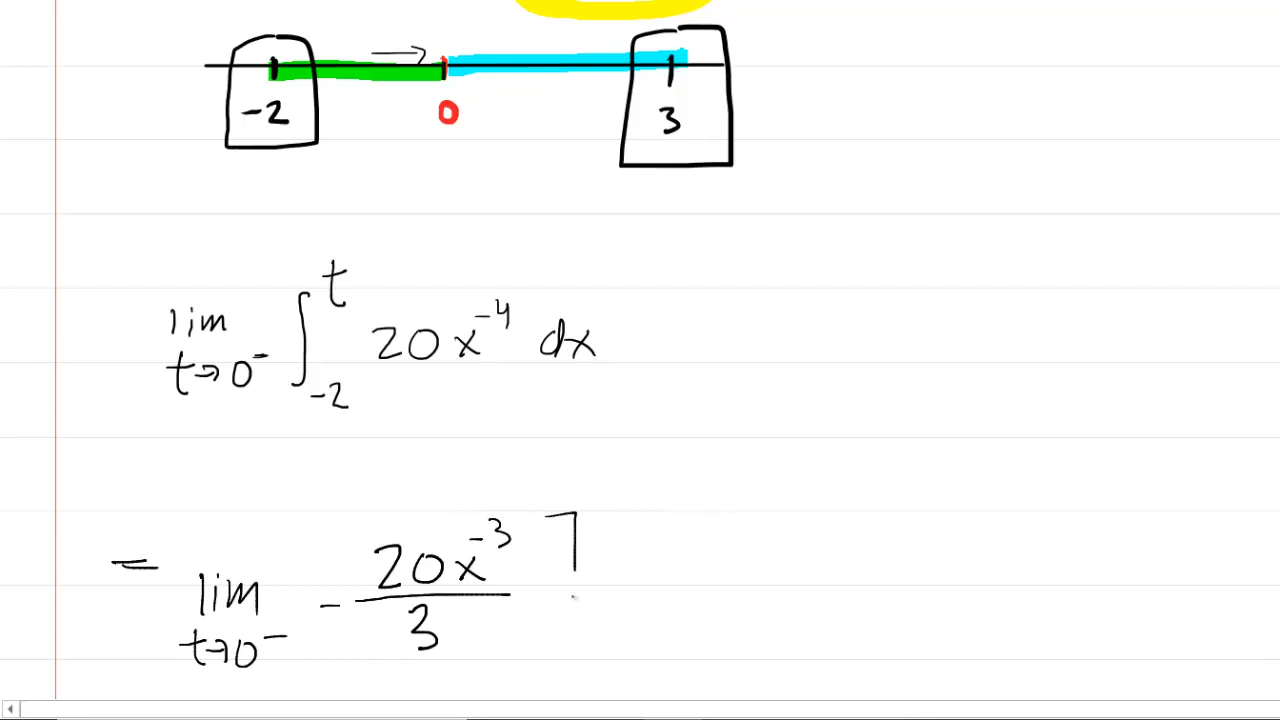 -2 0 3
lim t→0⁻ ∫₋₂ᵗ 20x⁻⁴ dx
= lim t→0⁻ - 20x⁻³/3 ]